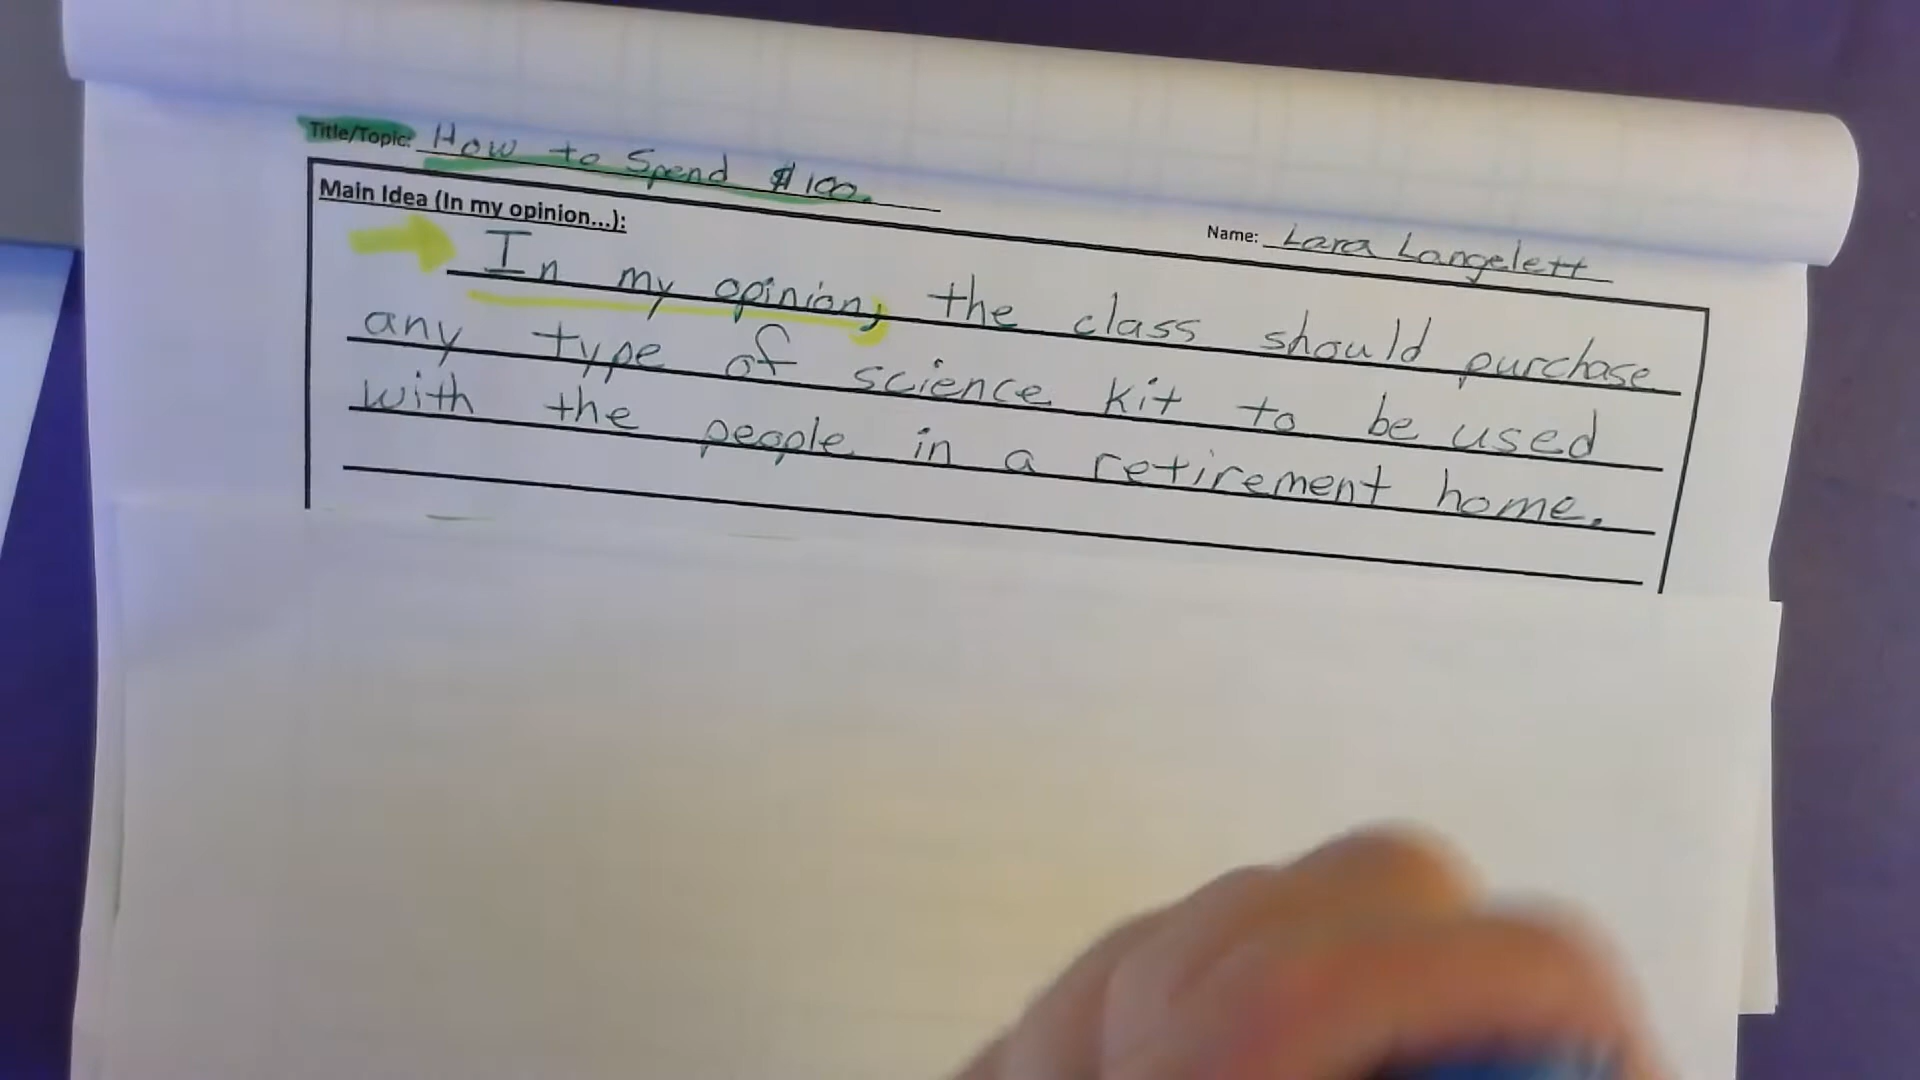 Title/Topic: How to Spend $100.
Name: Lara Langelett
Main Idea (In my opinion...):
In my opinion, the class should purchase
any type of science kit to be used
with the people in a retirement home.